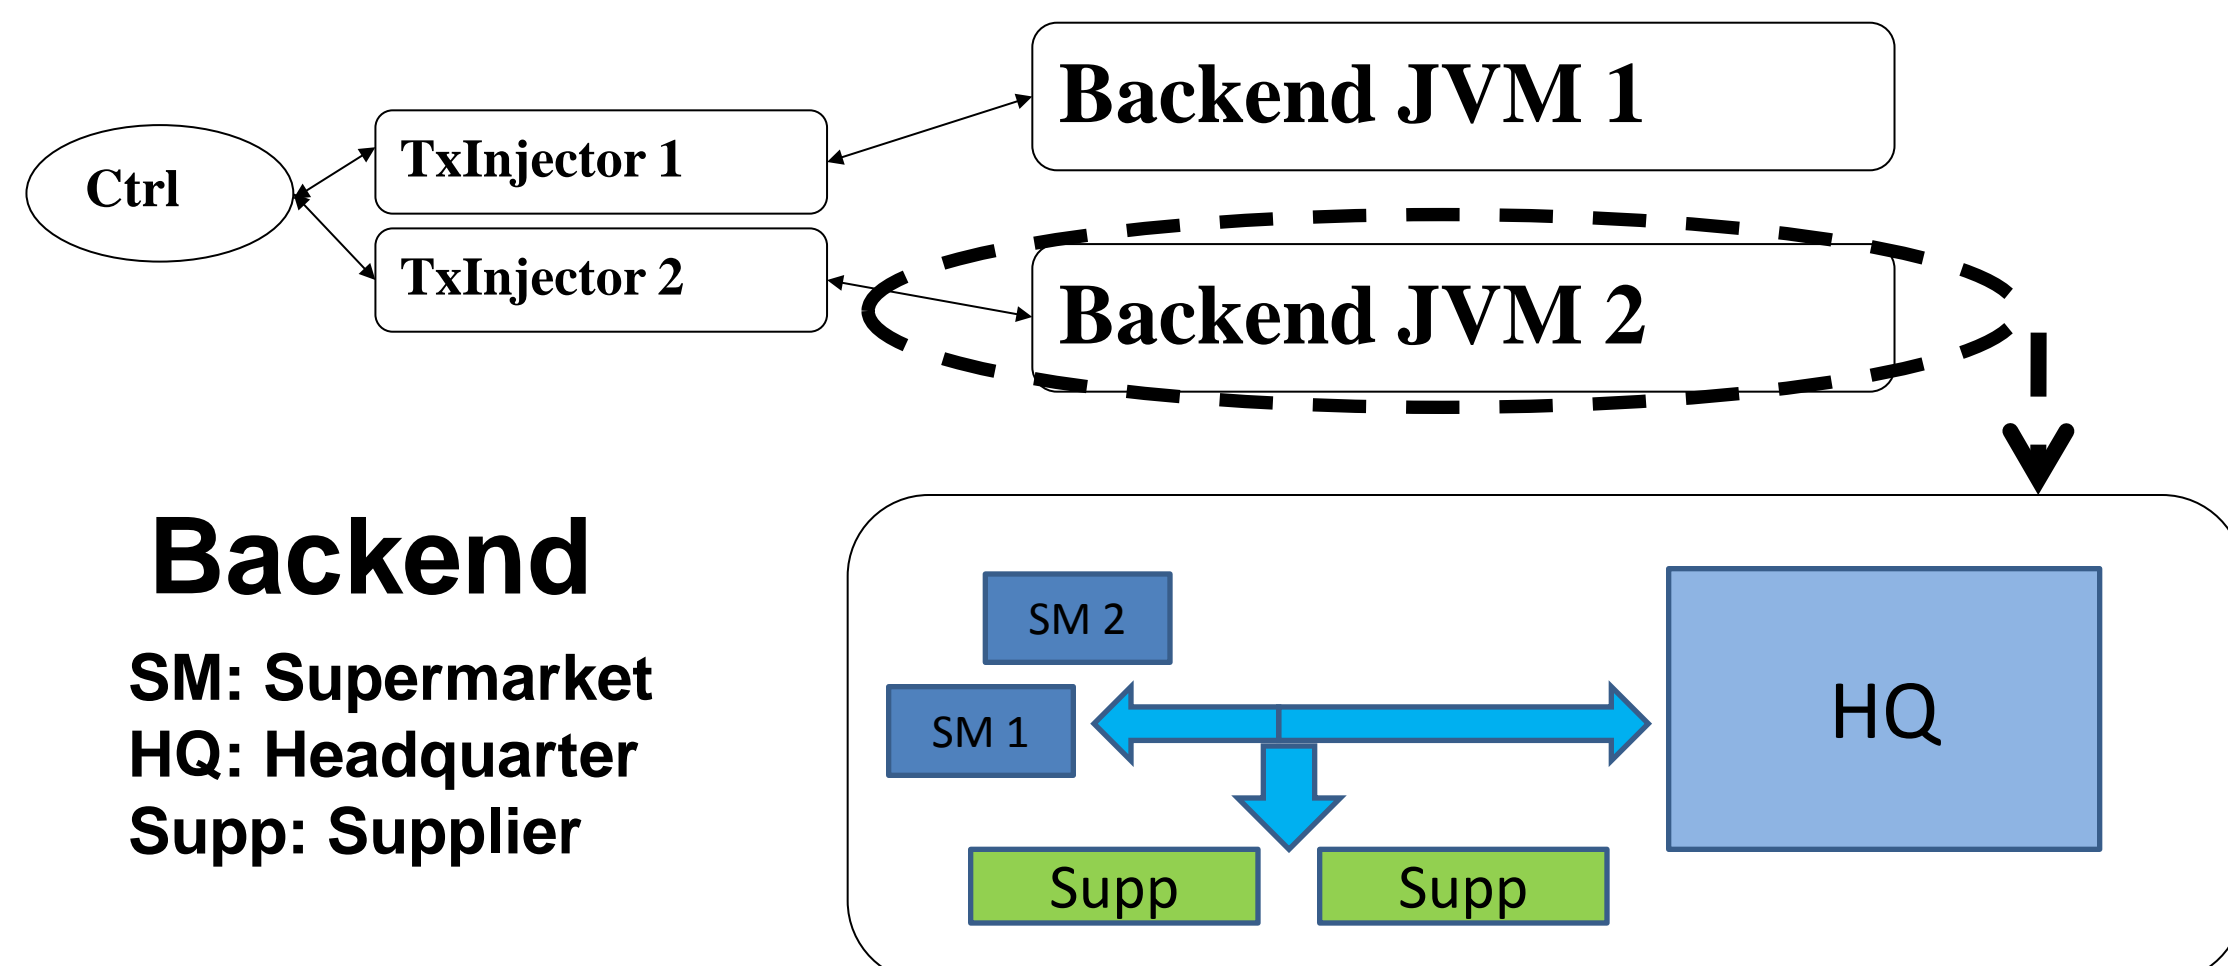 Ctrl
TxInjector 1
TxInjector 2
Backend JVM 1
Backend JVM 2
Backend
SM: Supermarket
HQ: Headquarter
Supp: Supplier
SM 2
SM 1
HQ
Supp
Supp